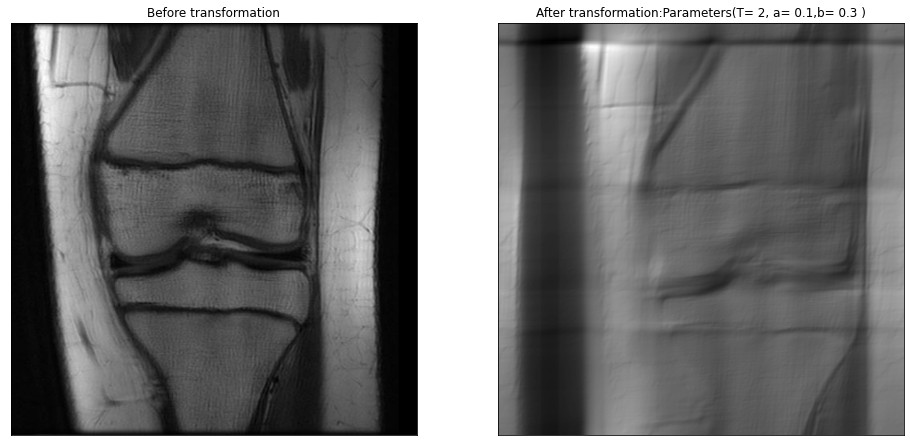 Before transformation
After transformation:Parameters(T= 2, a= 0.1,b= 0.3 )